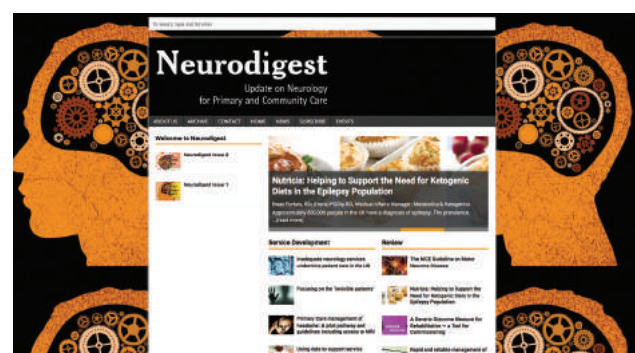 Neurodigest
Update on Neurology
for Primary and Community Care
ABOUT US ARCHIVE CONTACT HOME NEWS SUBSCRIBE EVENTS
Welcome to Neurodigest
Neurodigest Issue 2
Neurodigest Issue 1
Nutricia: Helping to Support the Need for Ketogenic
Diets in the Epilepsy Population
Approximately 600,000 people in the UK have a diagnosis of epilepsy. The prevalence
...[read more]
Service Development
Inadequate neurology services
undermine patient care in the UK
Focusing on the 'invisible patients'
Primary care management of
headache: A pilot pathway and
guidelines including access to MRI
Using data to support service
Review
The NICE Guideline on Motor
Neurone Disease
Nutricia: Helping to Support the
Need for Ketogenic Diets in the
Epilepsy Population
A Generic Outcome Measure for
Rehabilitation – a Tool for
Commissioning
Rapid and reliable management of